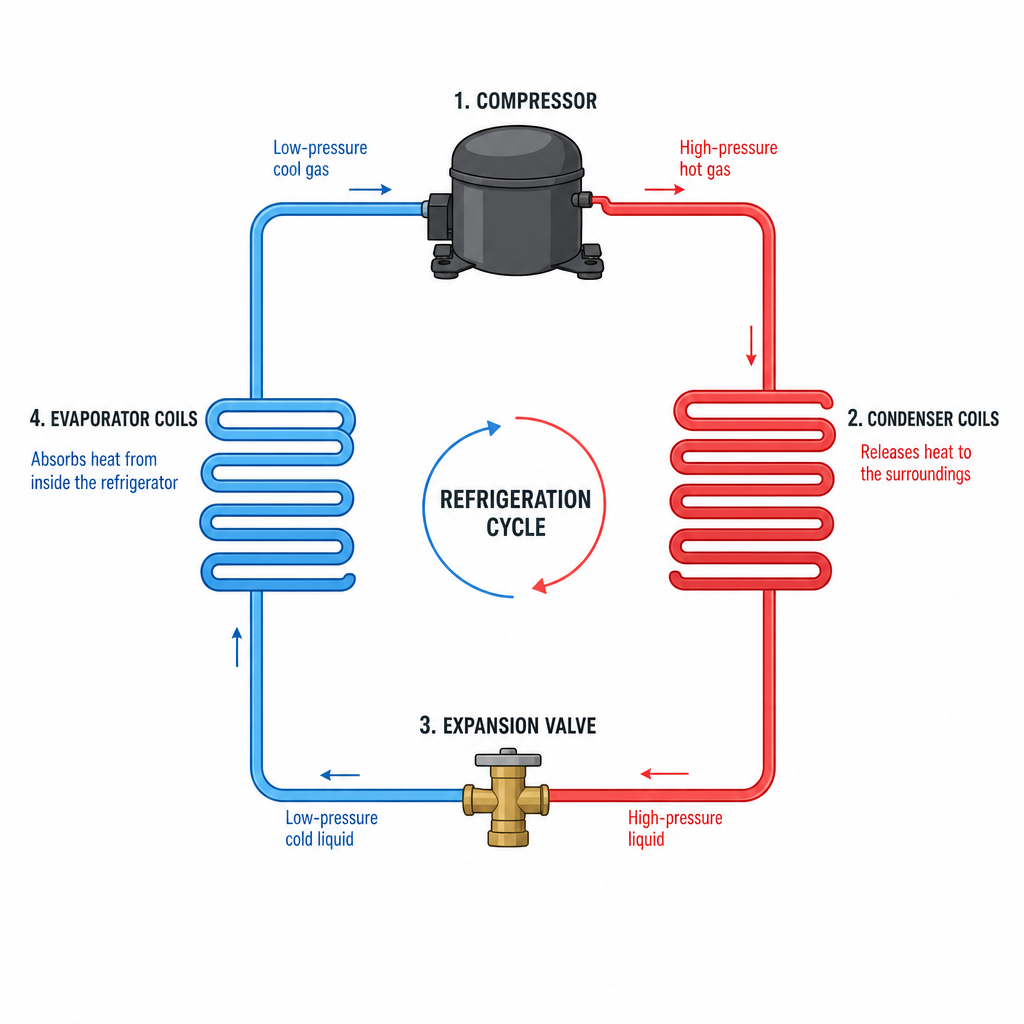 1. COMPRESSOR
Low-pressure
cool gas
High-pressure
hot gas
4. EVAPORATOR COILS
Absorbs heat from
inside the refrigerator
2. CONDENSER COILS
Releases heat to
the surroundings
REFRIGERATION
CYCLE
3. EXPANSION VALVE
Low-pressure
cold liquid
High-pressure
liquid